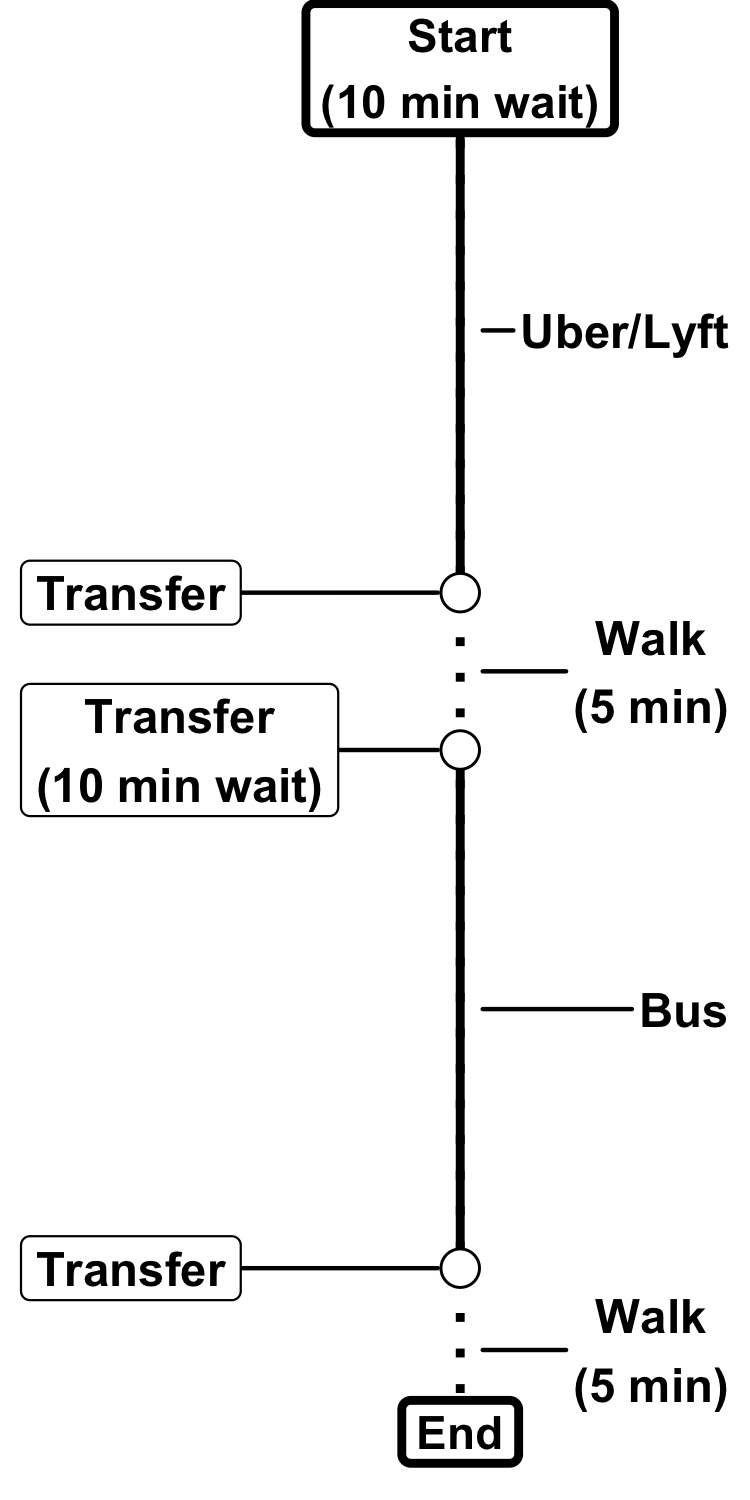 Start
(10 min wait)
Uber/Lyft
Transfer
Walk
(5 min)
Transfer
(10 min wait)
Bus
Transfer
Walk
(5 min)
End